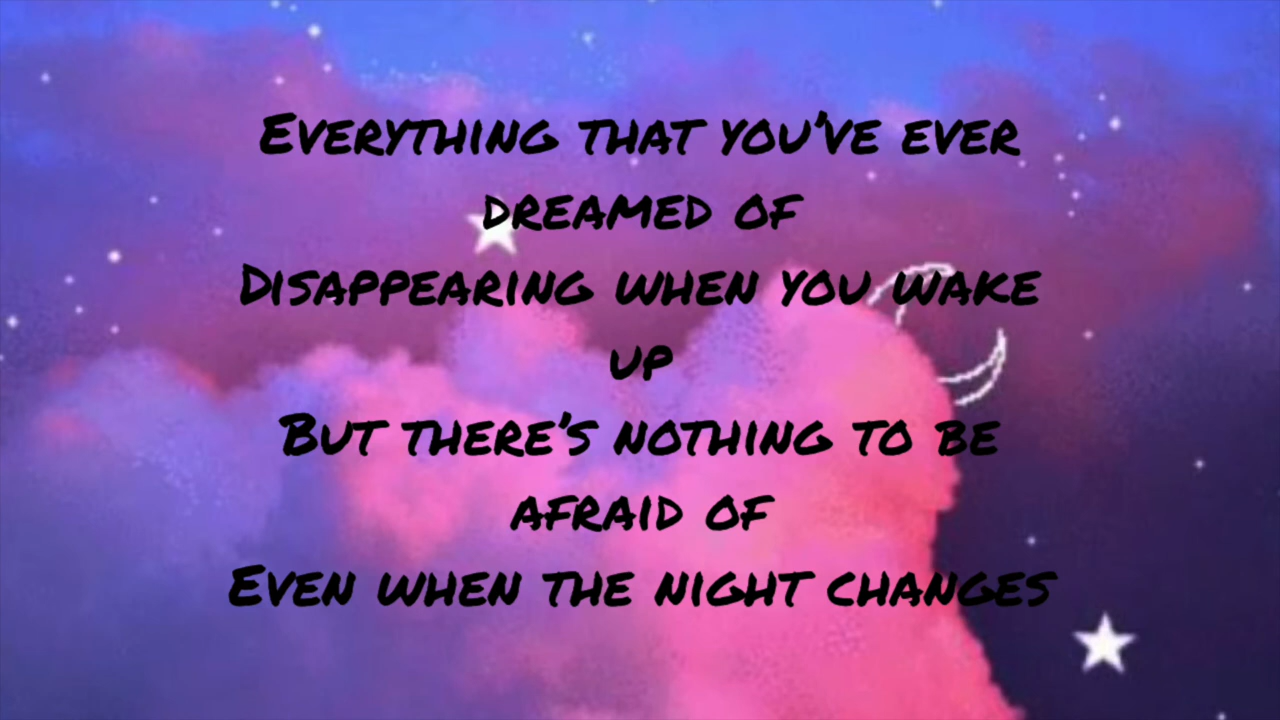 Everything that you've ever
dreamed of
Disappearing when you wake
up
But there's nothing to be
afraid of
Even when the night changes